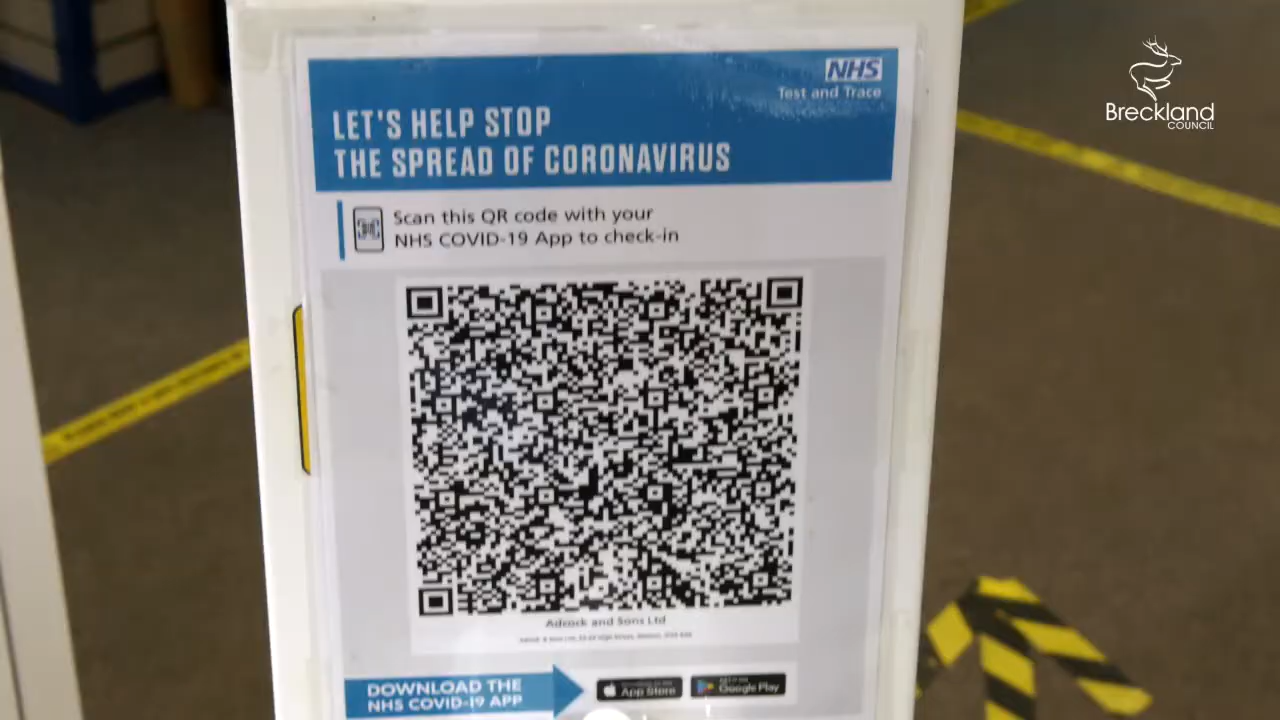 NHS
Test and Trace
Breckland
COUNCIL
LET'S HELP STOP
THE SPREAD OF CORONAVIRUS
Scan this QR code with your
NHS COVID-19 App to check-in
Adcock and Sons Ltd
DOWNLOAD THE
NHS COVID-19 APP
App Store
Google Play